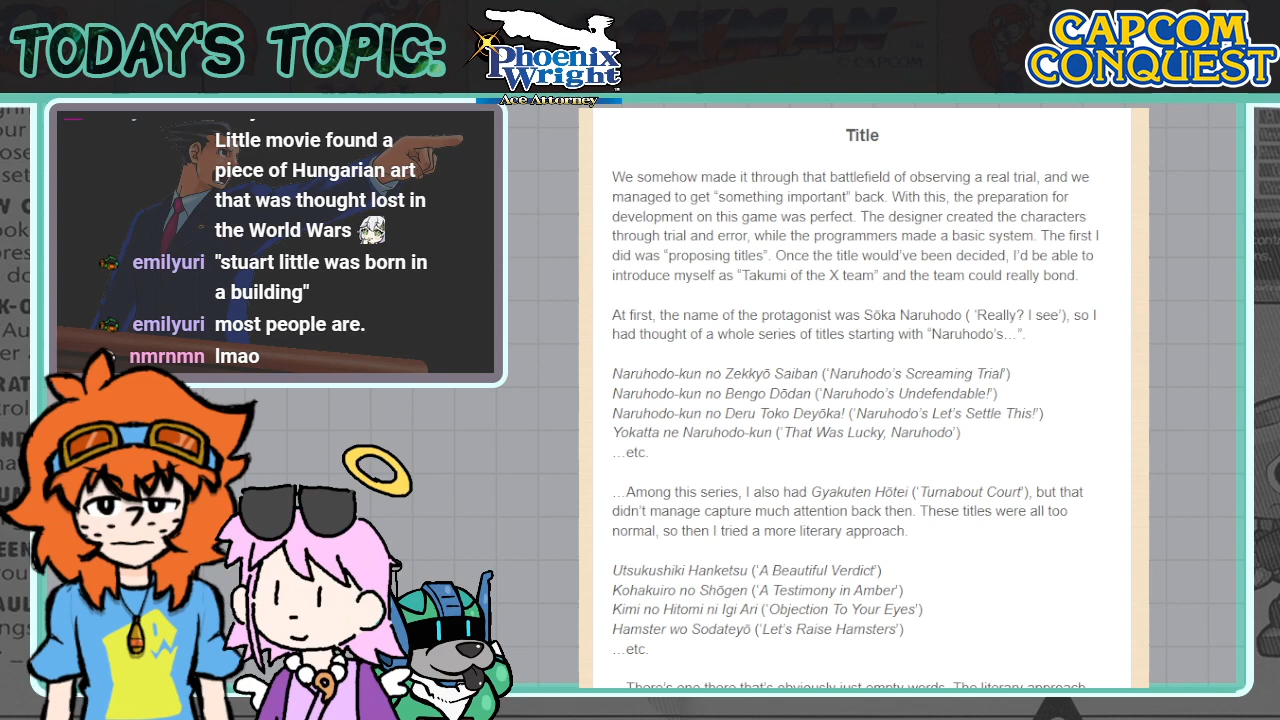 TODAY'S TOPIC:
Phoenix
Wright
Ace Attorney
CAPCOM
CONQUEST
Little movie found a
piece of Hungarian art
that was thought lost in
the World Wars
emilyuri "stuart little was born in
a building"
emilyuri most people are.
nmrnmn lmao
Title
We somehow made it through that battlefield of observing a real trial, and we
managed to get “something important” back. With this, the preparation for
development on this game was perfect. The designer created the characters
through trial and error, while the programmers made a basic system. The first I
did was “proposing titles”. Once the title would’ve been decided, I’d be able to
introduce myself as “Takumi of the X team” and the team could really bond.
At first, the name of the protagonist was Sōka Naruhodo ( ‘Really? I see’), so I
had thought of a whole series of titles starting with “Naruhodo’s…”.
Naruhodo-kun no Zekkyō Saiban (‘Naruhodo’s Screaming Trial’)
Naruhodo-kun no Bengo Dōdan (‘Naruhodo’s Undefendable!’)
Naruhodo-kun no Deru Toko Deyōka! (‘Naruhodo’s Let’s Settle This!’)
Yokatta ne Naruhodo-kun (‘That Was Lucky, Naruhodo’)
…etc.
…Among this series, I also had Gyakuten Hōtei (‘Turnabout Court’), but that
didn’t manage capture much attention back then. These titles were all too
normal, so then I tried a more literary approach.
Utsukushiki Hanketsu (‘A Beautiful Verdict’)
Kohakuiro no Shōgen (‘A Testimony in Amber’)
Kimi no Hitomi ni Igi Ari (‘Objection To Your Eyes’)
Hamster wo Sodateyō (‘Let’s Raise Hamsters’)
…etc.
There’s one there that’s obviously just empty words. The literary approach